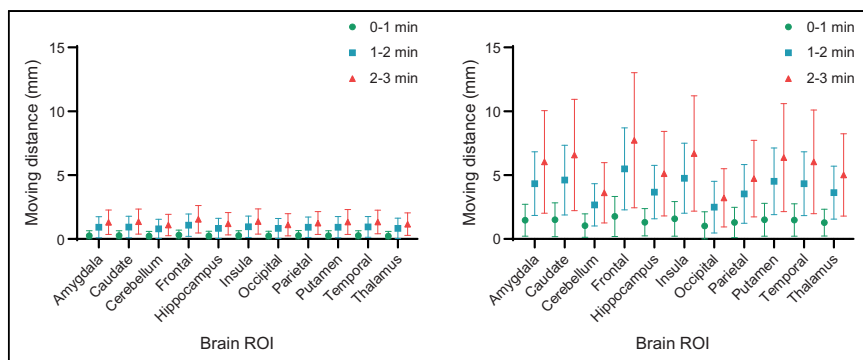 0-1 min
1-2 min
2-3 min
15
10
5
0
Moving distance (mm)
Amygdala
Caudate
Cerebellum
Frontal
Hippocampus
Insula
Occipital
Parietal
Putamen
Temporal
Thalamus
Brain ROI
0-1 min
1-2 min
2-3 min
15
10
5
0
Moving distance (mm)
Amygdala
Caudate
Cerebellum
Frontal
Hippocampus
Insula
Occipital
Parietal
Putamen
Temporal
Thalamus
Brain ROI